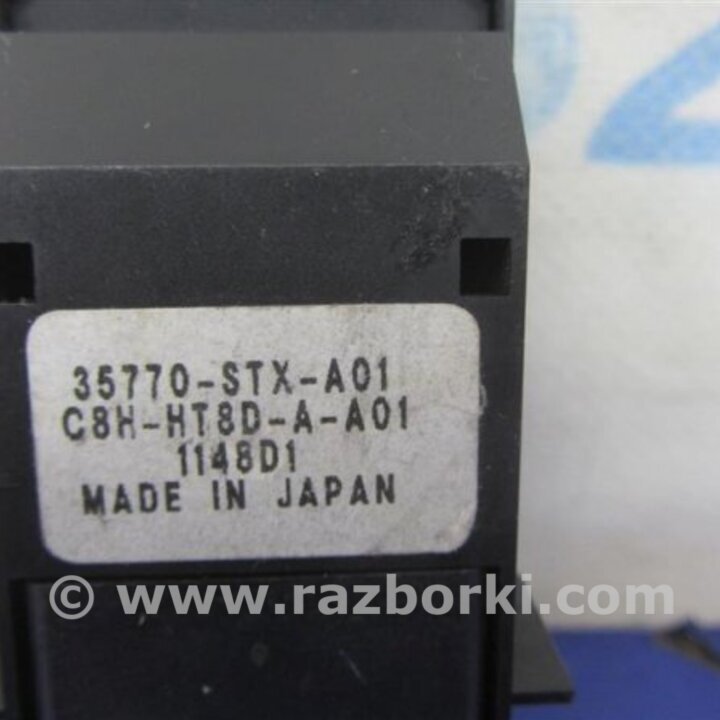 35770-STX-A01
C8H-HT8D-A-A01
1148D1
MADE IN JAPAN
© www.razborki.com